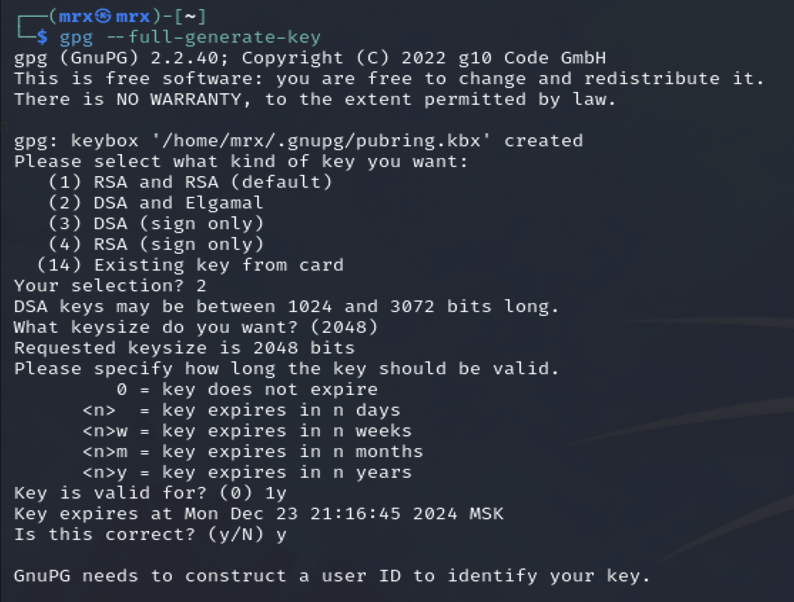 ┌──(mrx㉿mrx)-[~]
└─$ gpg --full-generate-key
gpg (GnuPG) 2.2.40; Copyright (C) 2022 g10 Code GmbH
This is free software: you are free to change and redistribute it.
There is NO WARRANTY, to the extent permitted by law.

gpg: keybox '/home/mrx/.gnupg/pubring.kbx' created
Please select what kind of key you want:
   (1) RSA and RSA (default)
   (2) DSA and Elgamal
   (3) DSA (sign only)
   (4) RSA (sign only)
  (14) Existing key from card
Your selection? 2
DSA keys may be between 1024 and 3072 bits long.
What keysize do you want? (2048)
Requested keysize is 2048 bits
Please specify how long the key should be valid.
         0 = key does not expire
      <n>  = key expires in n days
      <n>w = key expires in n weeks
      <n>m = key expires in n months
      <n>y = key expires in n years
Key is valid for? (0) 1y
Key expires at Mon Dec 23 21:16:45 2024 MSK
Is this correct? (y/N) y

GnuPG needs to construct a user ID to identify your key.